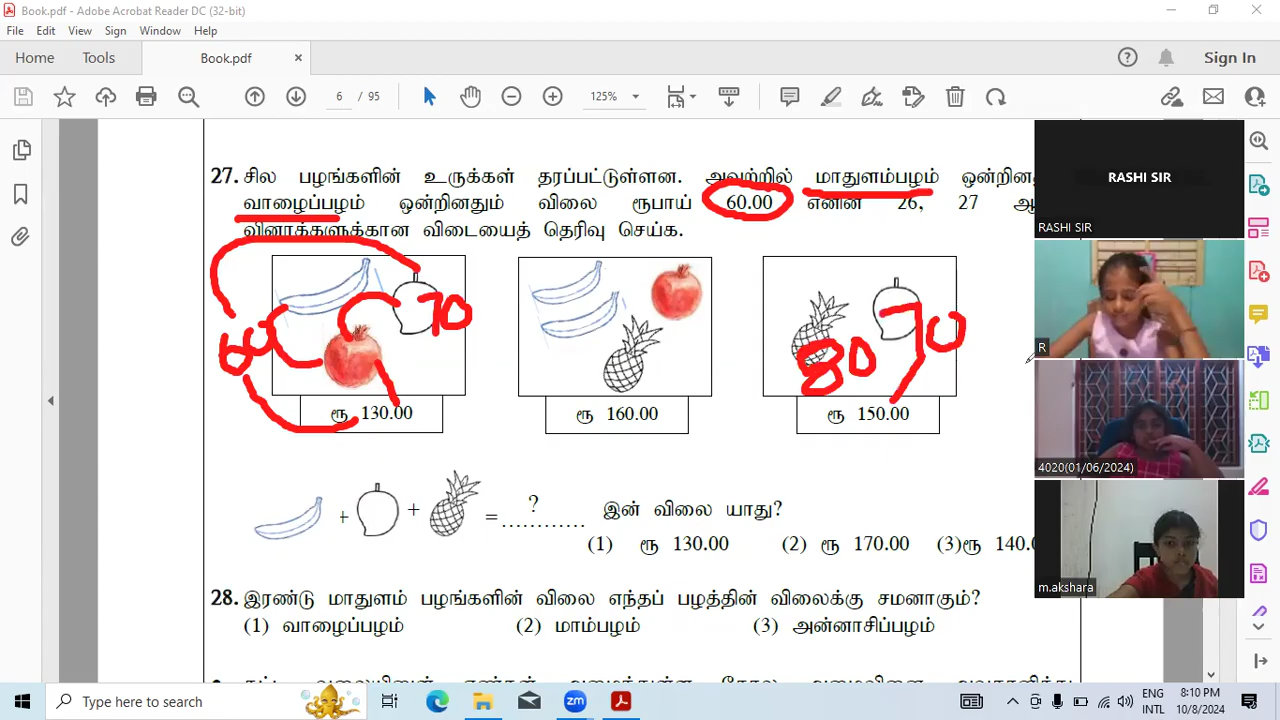 Book.pdf - Adobe Acrobat Reader DC (32-bit)
File Edit View Sign Window Help
Home Tools Book.pdf × Sign In
6 / 95 125%
27. சில பழங்களின் உருக்கள் தரப்பட்டுள்ளன. அவற்றில் மாதுளம்பழம்
வாழைப்பழம் ஒன்றினதும் விலை ரூபாய் 60.00 எனின் 26, 27
வினாக்களுக்கான விடையைத் தெரிவு செய்க.
60 70 80 70
ரூ 130.00 ரூ 160.00 ரூ 150.00
+ + = ? ............ இன் விலை யாது?
(1) ரூ 130.00 (2) ரூ 170.00 (3)ரூ 140.
28. இரண்டு மாதுளம் பழங்களின் விலை எந்தப் பழத்தின் விலைக்கு சமனாகும்?
(1) வாழைப்பழம் (2) மாம்பழம் (3) அன்னாசிப்பழம்
RASHI SIR
RASHI SIR
R
4020(01/06/2024)
m.akshara
Type here to search
ENG
INTL
8:10 PM
10/8/2024